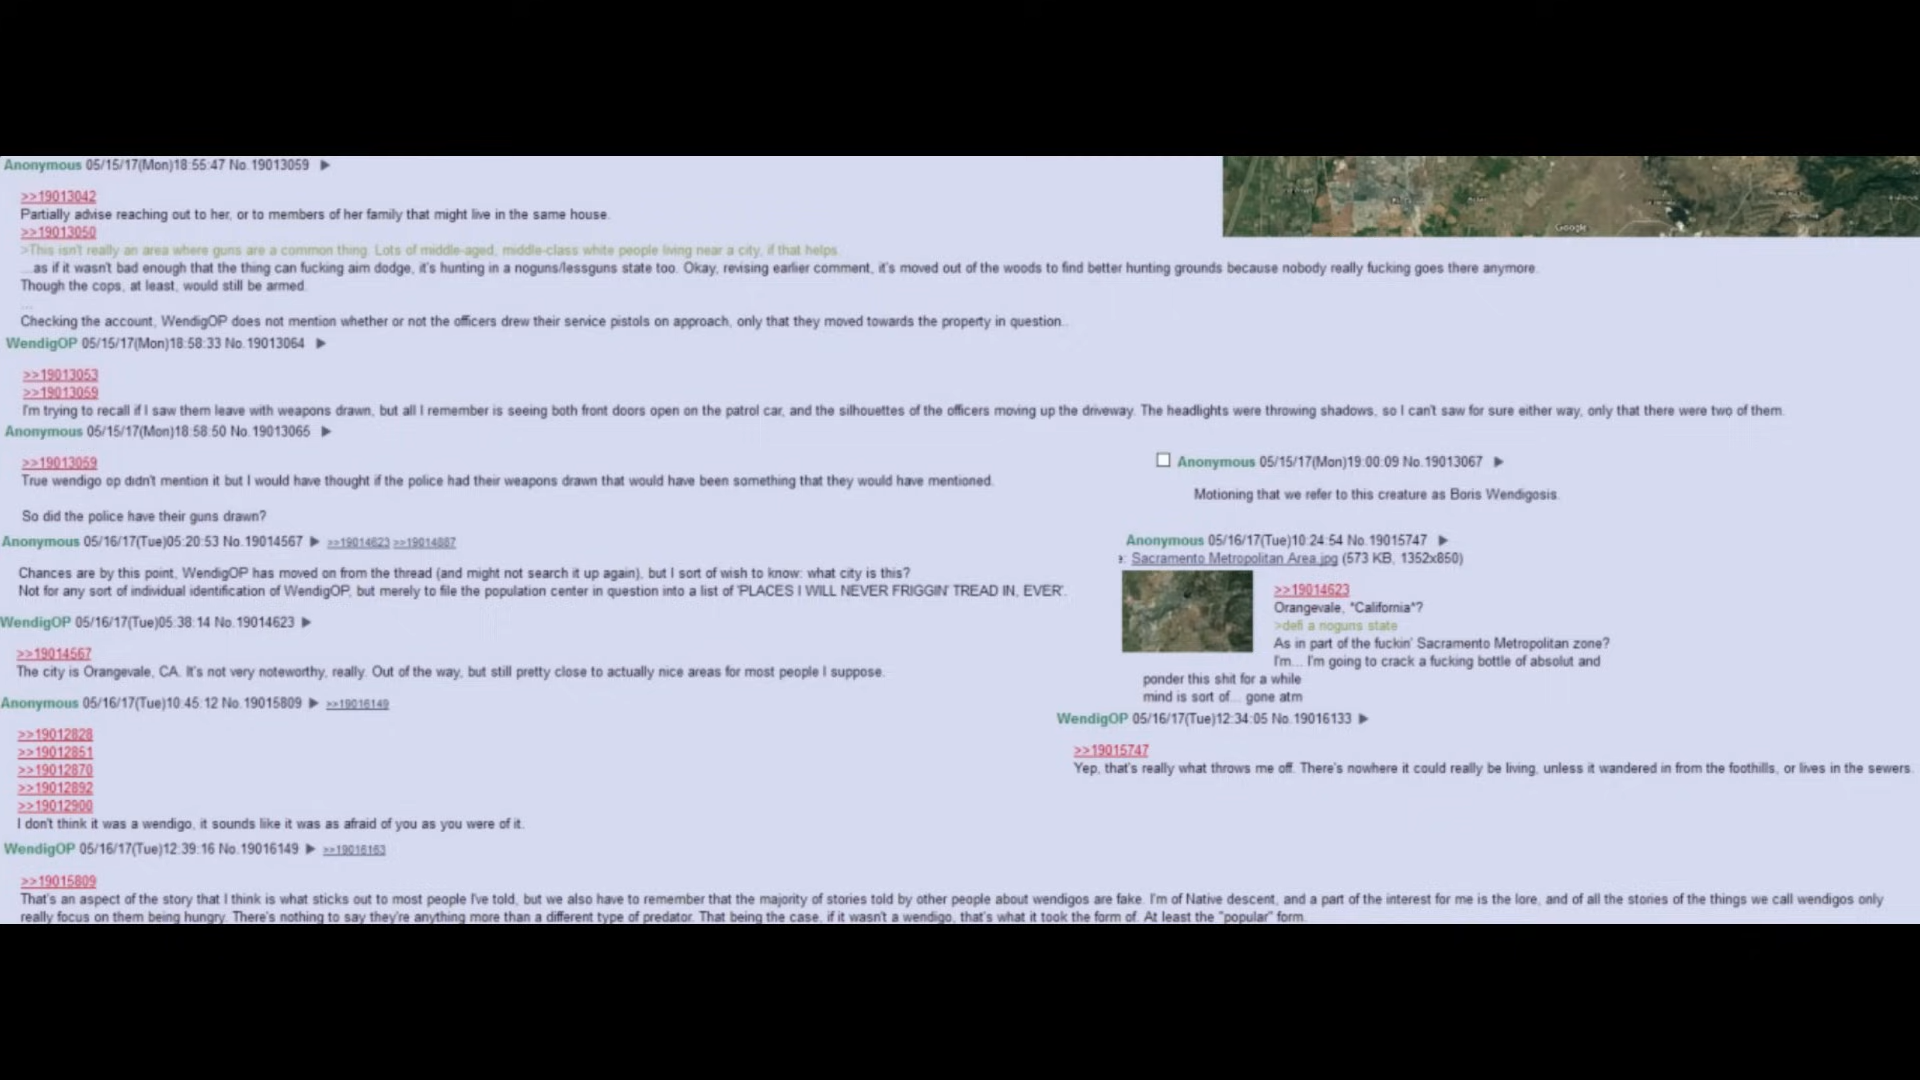 Anonymous 05/15/17(Mon)18:55:47 No.19013059 ▶
>>19013042
Partially advise reaching out to her, or to members of her family that might live in the same house.
>>19013050
>This isn't really an area where guns are a common thing. Lots of middle-aged, middle-class white people living near a city, if that helps.
...as if it wasn't bad enough that the thing can fucking aim dodge, it's hunting in a noguns/lessguns state too. Okay, revising earlier comment, it's moved out of the woods to find better hunting grounds because nobody really fucking goes there anymore.
Though the cops, at least, would still be armed.
...
Checking the account, WendigOP does not mention whether or not the officers drew their service pistols on approach, only that they moved towards the property in question..
WendigOP 05/15/17(Mon)18:58:33 No.19013064 ▶
>>19013053
>>19013059
I'm trying to recall if I saw them leave with weapons drawn, but all I remember is seeing both front doors open on the patrol car, and the silhouettes of the officers moving up the driveway. The headlights were throwing shadows, so I can't saw for sure either way, only that there were two of them.
Anonymous 05/15/17(Mon)18:58:50 No.19013065 ▶
>>19013059
True wendigo op didn't mention it but I would have thought if the police had their weapons drawn that would have been something that they would have mentioned.
So did the police have their guns drawn?
Anonymous 05/16/17(Tue)05:20:53 No.19014567 ▶ >>19014623 >>19014887
Chances are by this point, WendigOP has moved on from the thread (and might not search it up again), but I sort of wish to know: what city is this?
Not for any sort of individual identification of WendigOP, but merely to file the population center in question into a list of 'PLACES I WILL NEVER FRIGGIN' TREAD IN, EVER'.
WendigOP 05/16/17(Tue)05:38:14 No.19014623 ▶
>>19014567
The city is Orangevale, CA. It's not very noteworthy, really. Out of the way, but still pretty close to actually nice areas for most people I suppose.
Anonymous 05/16/17(Tue)10:45:12 No.19015809 ▶ >>19016149
>>19012828
>>19012851
>>19012870
>>19012892
>>19012900
I don't think it was a wendigo, it sounds like it was as afraid of you as you were of it.
WendigOP 05/16/17(Tue)12:39:16 No.19016149 ▶ >>19016163
>>19015809
That's an aspect of the story that I think is what sticks out to most people I've told, but we also have to remember that the majority of stories told by other people about wendigos are fake. I'm of Native descent, and a part of the interest for me is the lore, and of all the stories of the things we call wendigos only
really focus on them being hungry. There's nothing to say they're anything more than a different type of predator. That being the case, if it wasn't a wendigo, that's what it took the form of. At least the "popular" form.
Google
Anonymous 05/15/17(Mon)19:00:09 No.19013067 ▶
Motioning that we refer to this creature as Boris Wendigosis.
Anonymous 05/16/17(Tue)10:24:54 No.19015747 ▶
Sacramento Metropolitan Area.jpg (573 KB, 1352x850)
>>19014623
Orangevale, *California*?
>defi a noguns state
As in part of the fuckin' Sacramento Metropolitan zone?
I'm... I'm going to crack a fucking bottle of absolut and
ponder this shit for a while
mind is sort of... gone atm
WendigOP 05/16/17(Tue)12:34:05 No.19016133 ▶
>>19015747
Yep, that's really what throws me off. There's nowhere it could really be living, unless it wandered in from the foothills, or lives in the sewers.